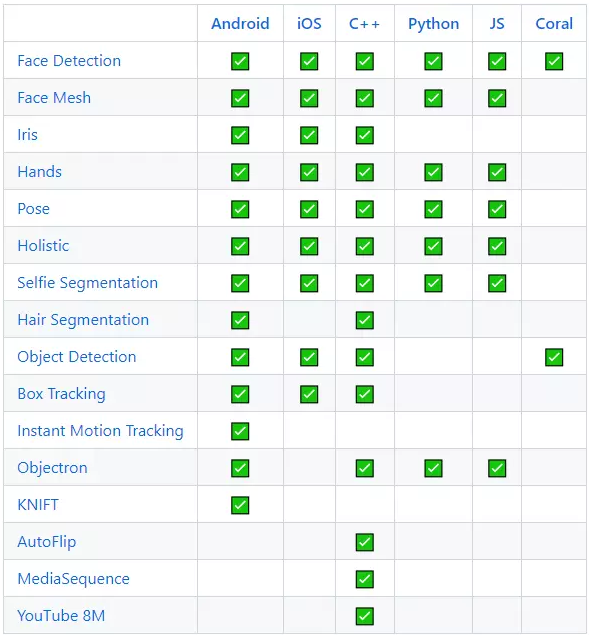 Android iOS C++ Python JS Coral
Face Detection ✅ ✅ ✅ ✅ ✅ ✅
Face Mesh ✅ ✅ ✅ ✅ ✅
Iris ✅ ✅ ✅
Hands ✅ ✅ ✅ ✅ ✅
Pose ✅ ✅ ✅ ✅ ✅
Holistic ✅ ✅ ✅ ✅ ✅
Selfie Segmentation ✅ ✅ ✅ ✅ ✅
Hair Segmentation ✅ ✅
Object Detection ✅ ✅ ✅ ✅
Box Tracking ✅ ✅ ✅
Instant Motion Tracking ✅
Objectron ✅ ✅ ✅ ✅
KNIFT ✅
AutoFlip ✅
MediaSequence ✅
YouTube 8M ✅